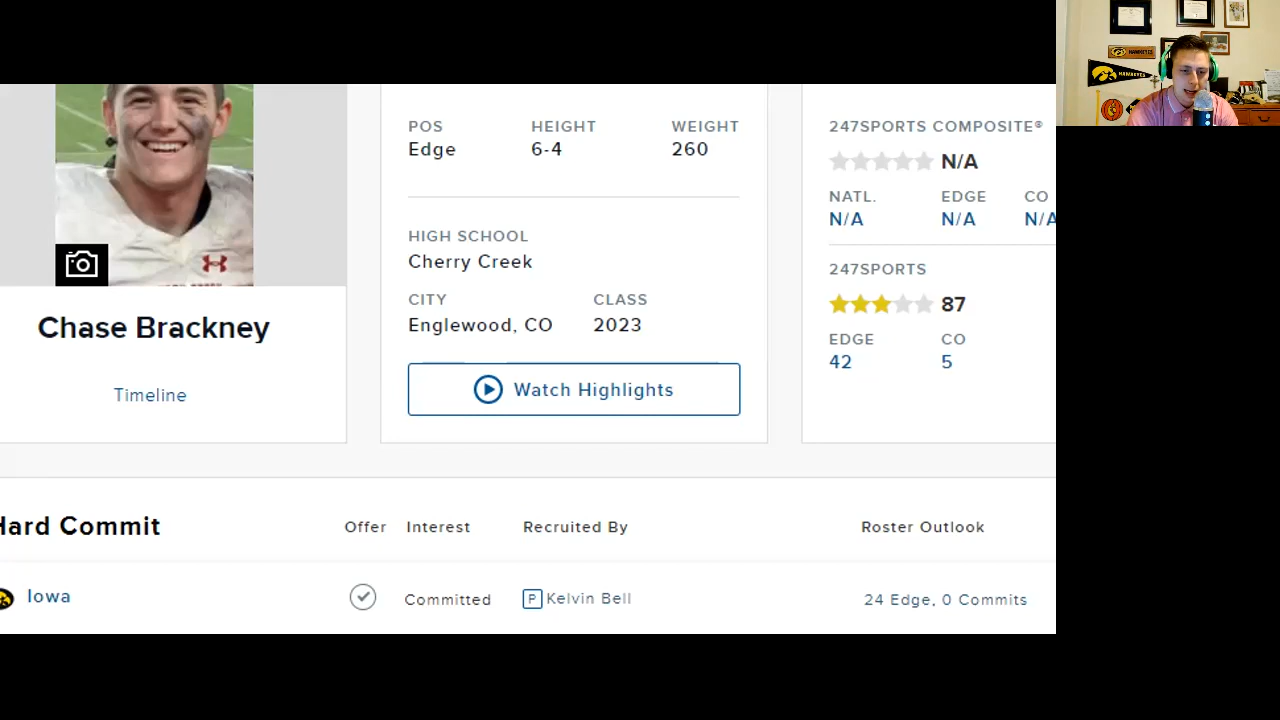 POS HEIGHT WEIGHT
Edge 6-4 260
HIGH SCHOOL
Cherry Creek
CITY CLASS
Englewood, CO 2023
Watch Highlights
Chase Brackney
Timeline
247SPORTS COMPOSITE®
N/A
NATL. EDGE CO
N/A N/A N/A
247SPORTS
87
EDGE CO
42 5
Hard Commit Offer Interest Recruited By Roster Outlook
Iowa Committed P Kelvin Bell 24 Edge, 0 Commits
HAWKEYES
HAWKEYES